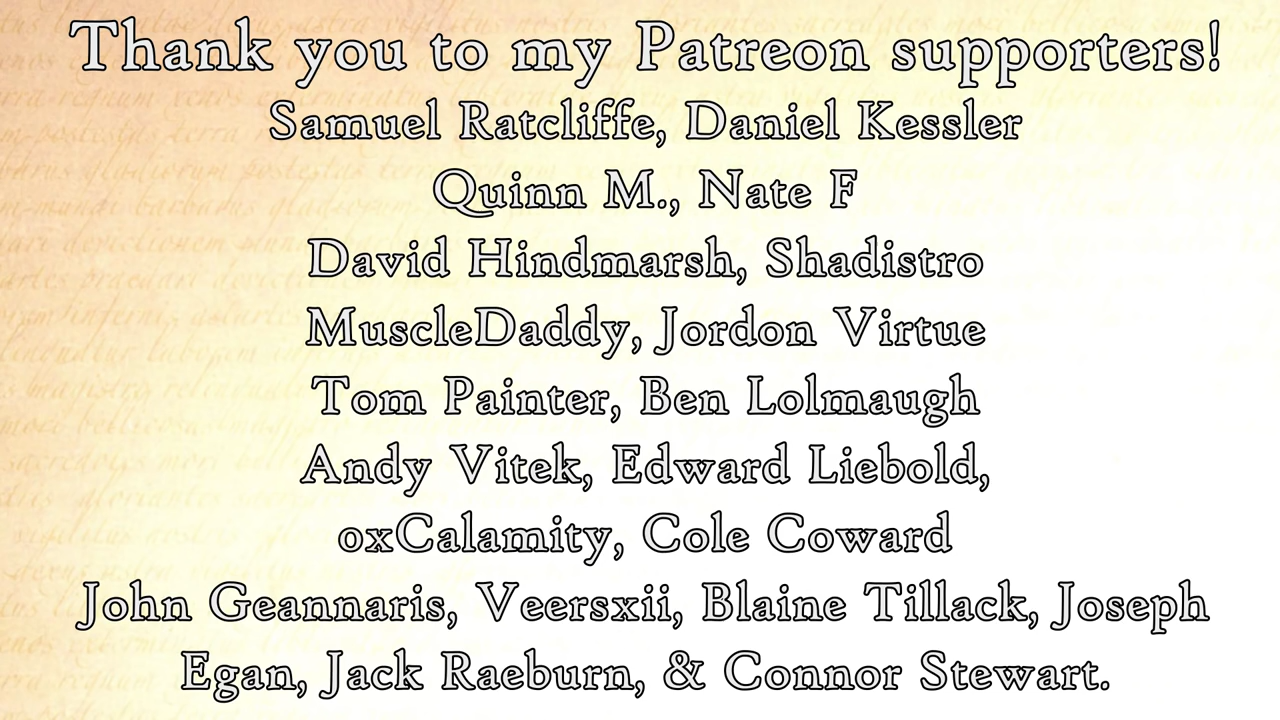 Thank you to my Patreon supporters!
Samuel Ratcliffe, Daniel Kessler
Quinn M., Nate F
David Hindmarsh, Shadistro
MuscleDaddy, Jordon Virtue
Tom Painter, Ben Lolmaugh
Andy Vitek, Edward Liebold,
oxCalamity, Cole Coward
John Geannaris, Veersxii, Blaine Tillack, Joseph
Egan, Jack Raeburn, & Connor Stewart.